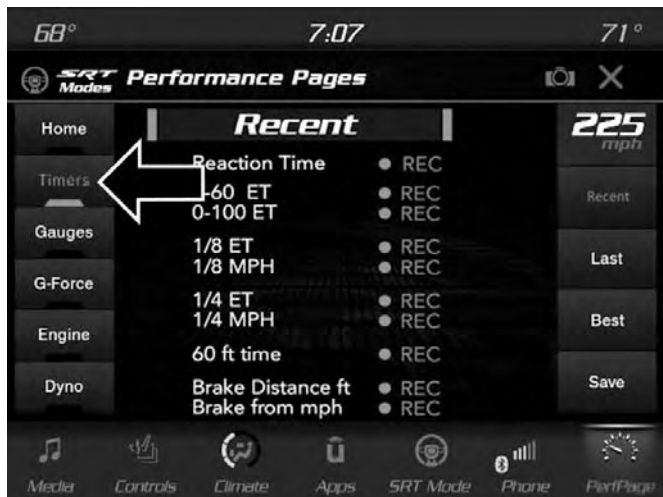 68° 7:07 71°
SRT Modes Performance Pages
Home
Timers
Gauges
G-Force
Engine
Dyno
Recent
Reaction Time REC
-60 ET REC
0-100 ET REC
1/8 ET REC
1/8 MPH REC
1/4 ET REC
1/4 MPH REC
60 ft time REC
Brake Distance ft REC
Brake from mph REC
225
mph
Recent
Last
Best
Save
Media Controls Climate Apps SRT Mode Phone PerfPage